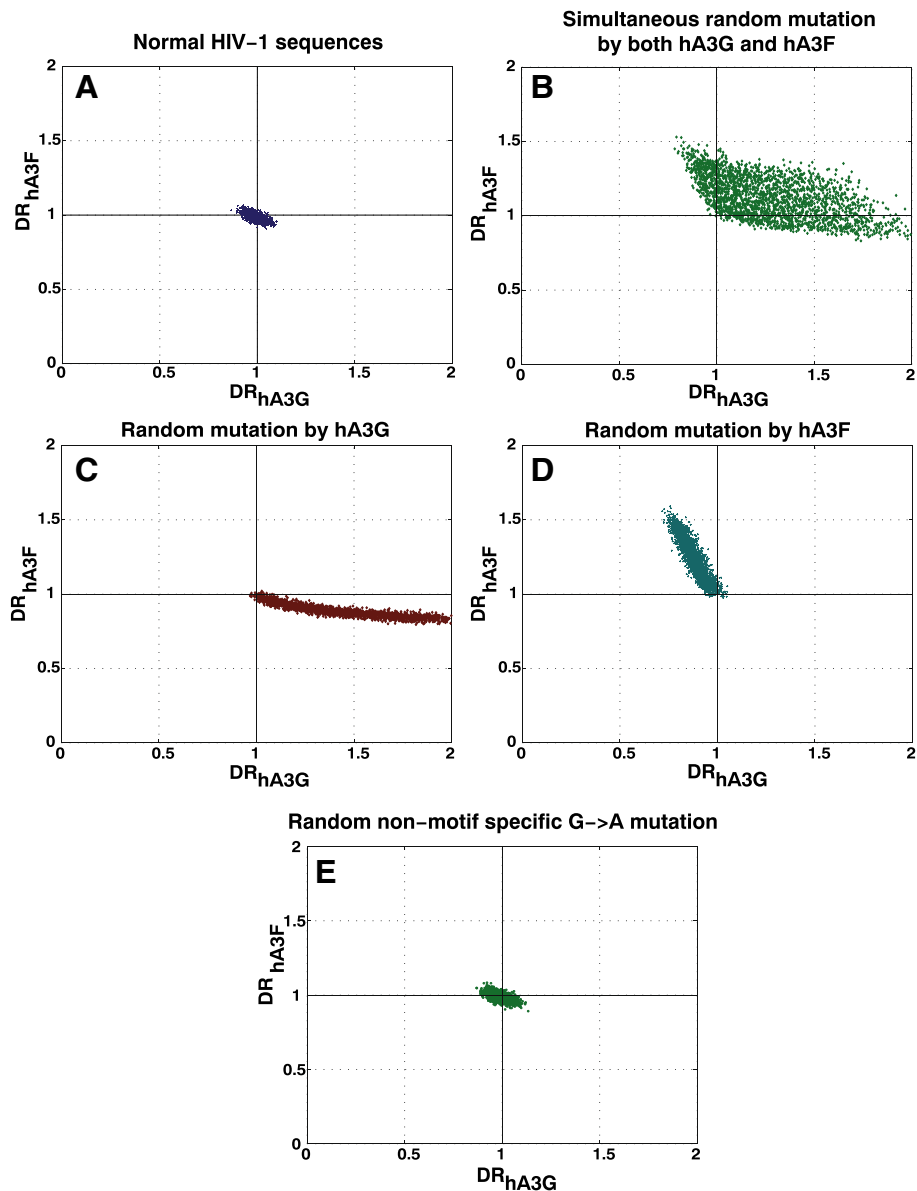 Normal HIV−1 sequences
A
2
1.5
1
0.5
0
0 0.5 1 1.5 2
DRhA3F
DRhA3G
Simultaneous random mutation
by both hA3G and hA3F
B
2
1.5
1
0.5
0
0 0.5 1 1.5 2
DRhA3F
DRhA3G
Random mutation by hA3G
C
2
1.5
1
0.5
0
0 0.5 1 1.5 2
DRhA3F
DRhA3G
Random mutation by hA3F
D
2
1.5
1
0.5
0
0 0.5 1 1.5 2
DRhA3F
DRhA3G
Random non−motif specific G−>A mutation
E
2
1.5
1
0.5
0
0 0.5 1 1.5 2
DR hA3F
DRhA3G